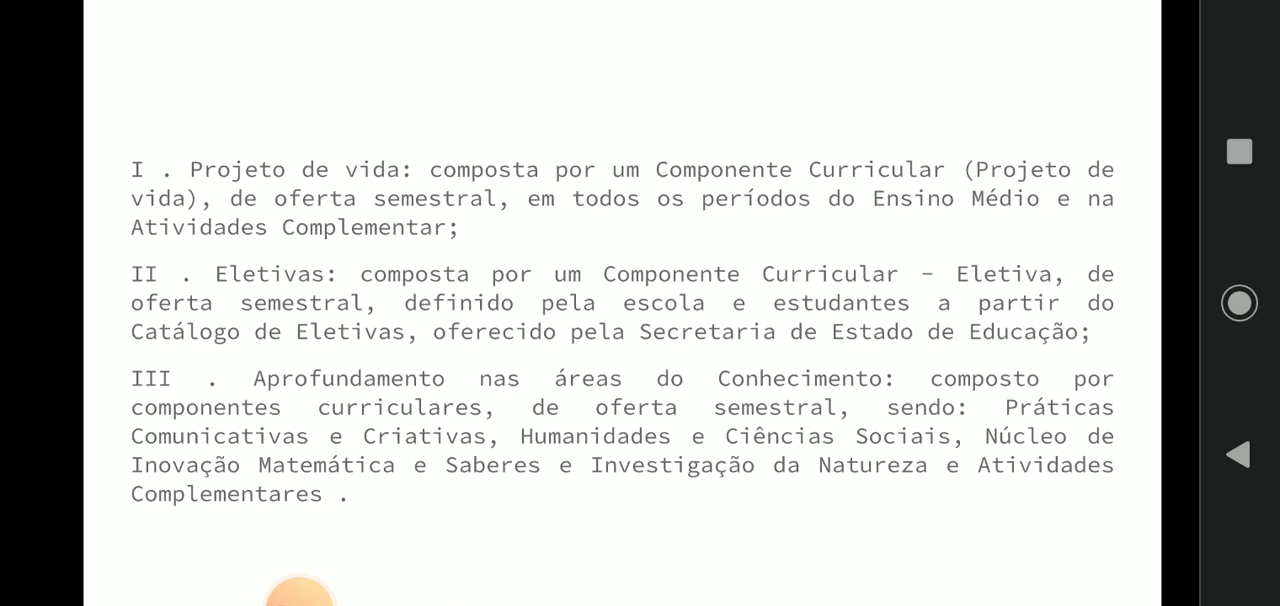 I . Projeto de vida: composta por um Componente Curricular (Projeto de
vida), de oferta semestral, em todos os períodos do Ensino Médio e na
Atividades Complementar;
II . Eletivas: composta por um Componente Curricular – Eletiva, de
oferta semestral, definido pela escola e estudantes a partir do
Catálogo de Eletivas, oferecido pela Secretaria de Estado de Educação;
III . Aprofundamento nas áreas do Conhecimento: composto por
componentes curriculares, de oferta semestral, sendo: Práticas
Comunicativas e Criativas, Humanidades e Ciências Sociais, Núcleo de
Inovação Matemática e Saberes e Investigação da Natureza e Atividades
Complementares .